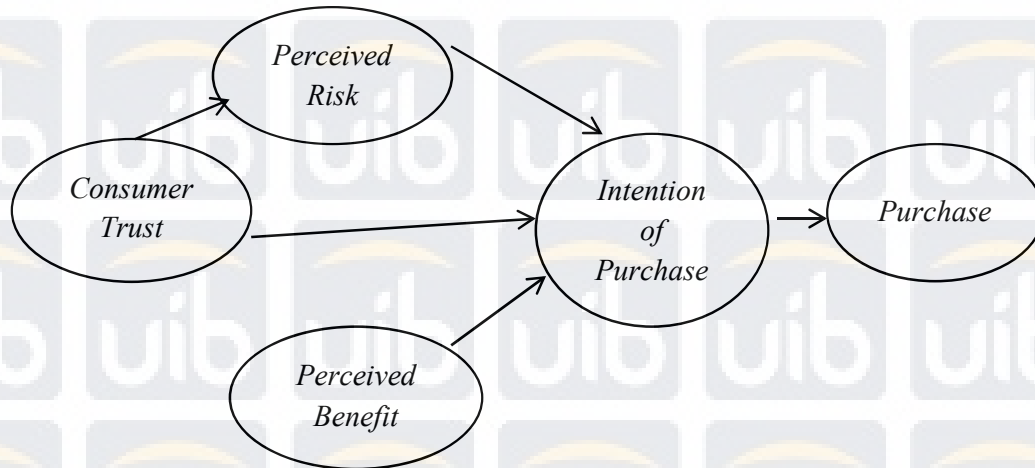 Perceived
Risk
Consumer
Trust
Intention
of
Purchase
Purchase
Perceived
Benefit
uib